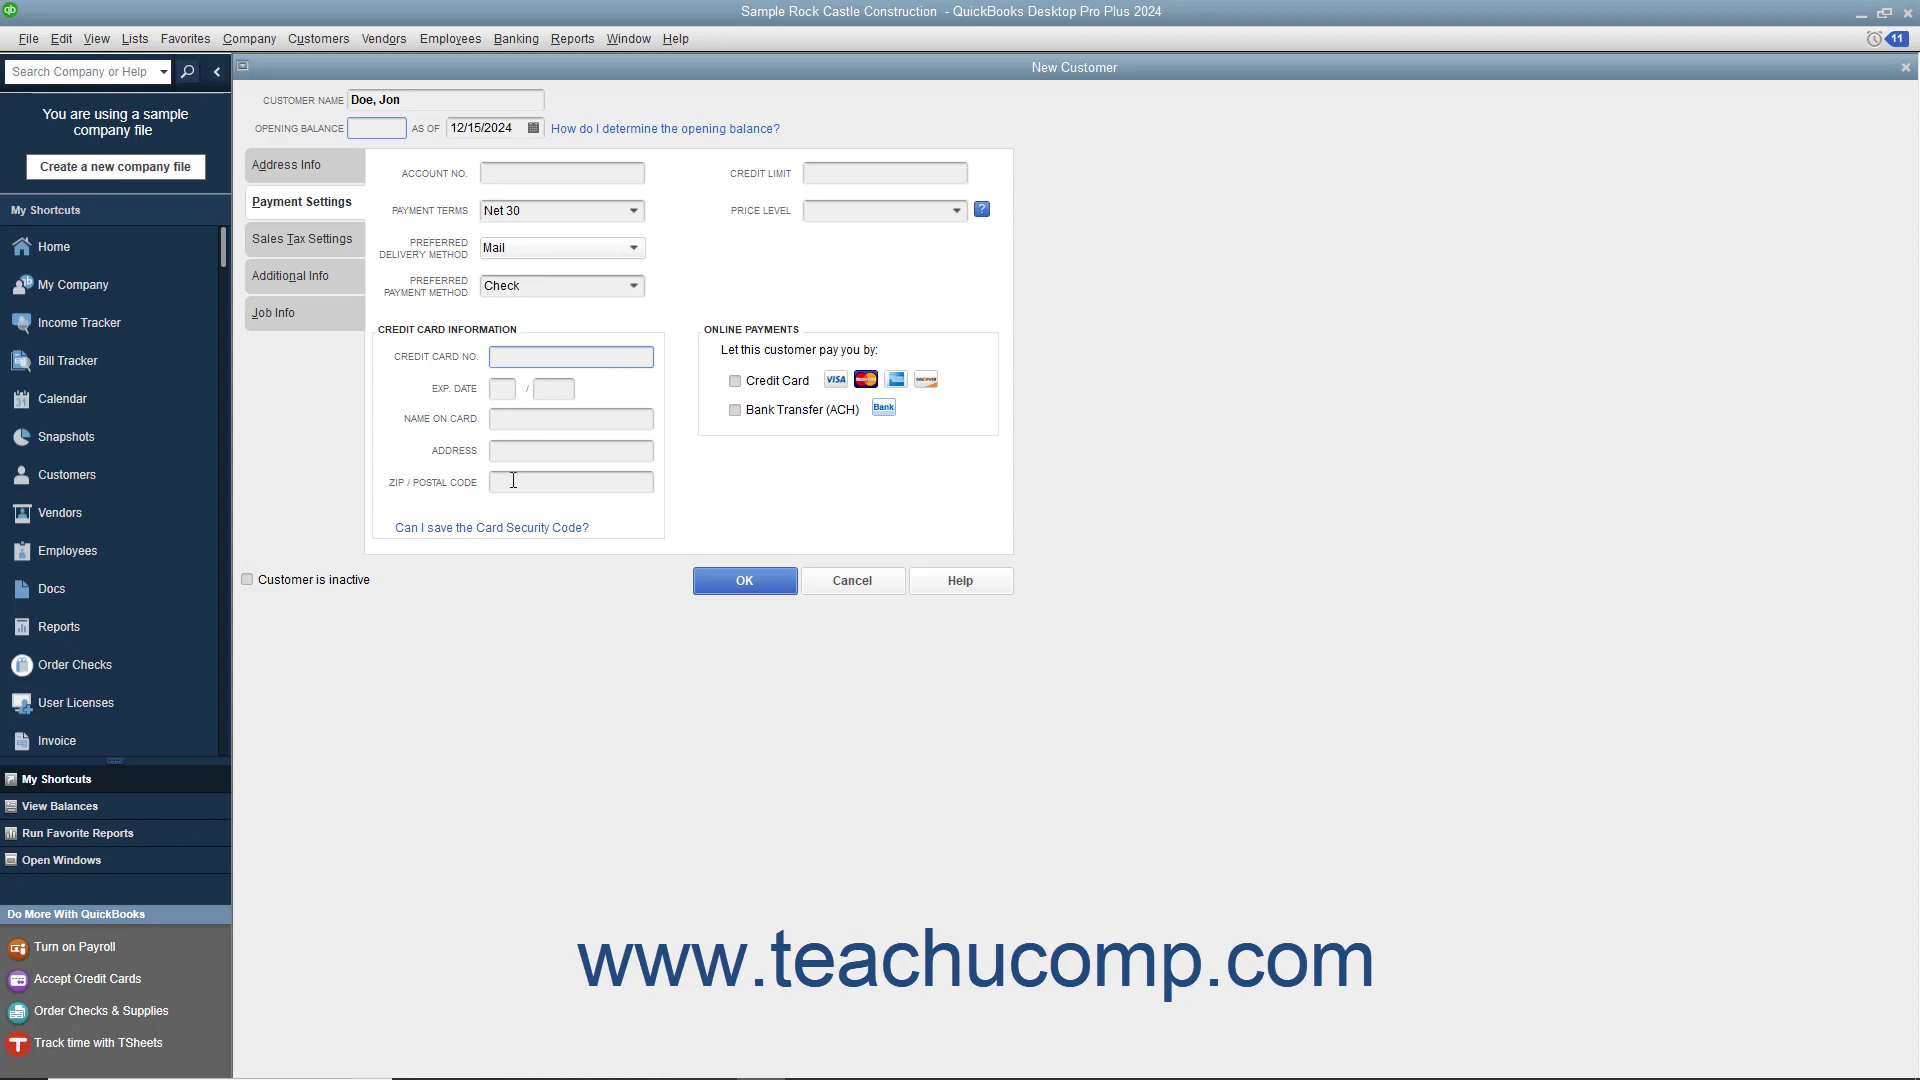 Sample Rock Castle Construction - QuickBooks Desktop Pro Plus 2024
File Edit View Lists Favorites Company Customers Vendors Employees Banking Reports Window Help
11
Search Company or Help
New Customer
You are using a sample
company file
Create a new company file
My Shortcuts
Home
My Company
Income Tracker
Bill Tracker
Calendar
Snapshots
Customers
Vendors
Employees
Docs
Reports
Order Checks
User Licenses
Invoice
My Shortcuts
View Balances
Run Favorite Reports
Open Windows
Do More With QuickBooks
Turn on Payroll
Accept Credit Cards
Order Checks & Supplies
Track time with TSheets
CUSTOMER NAME Doe, Jon
OPENING BALANCE AS OF 12/15/2024 How do I determine the opening balance?
Address Info
Payment Settings
Sales Tax Settings
Additional Info
Job Info
ACCOUNT NO.
CREDIT LIMIT
PAYMENT TERMS Net 30
PRICE LEVEL ?
PREFERRED
DELIVERY METHOD Mail
PREFERRED
PAYMENT METHOD Check
CREDIT CARD INFORMATION
CREDIT CARD NO.
EXP. DATE /
NAME ON CARD
ADDRESS
ZIP / POSTAL CODE
Can I save the Card Security Code?
ONLINE PAYMENTS
Let this customer pay you by:
Credit Card VISA MasterCard DISCOVER
Bank Transfer (ACH) Bank
Customer is inactive
OK Cancel Help
www.teachucomp.com